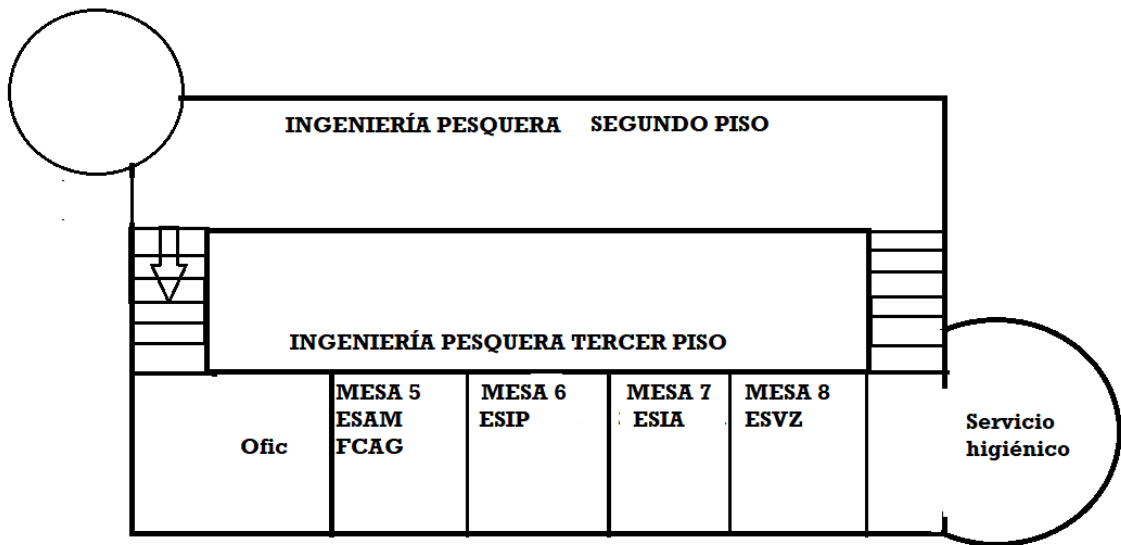 INGENIERÍA PESQUERA SEGUNDO PISO
INGENIERÍA PESQUERA TERCER PISO
MESA 5
ESAM
FCAG
MESA 6
ESIP
MESA 7
ESIA
MESA 8
ESVZ
Ofic
Servicio
higiénico